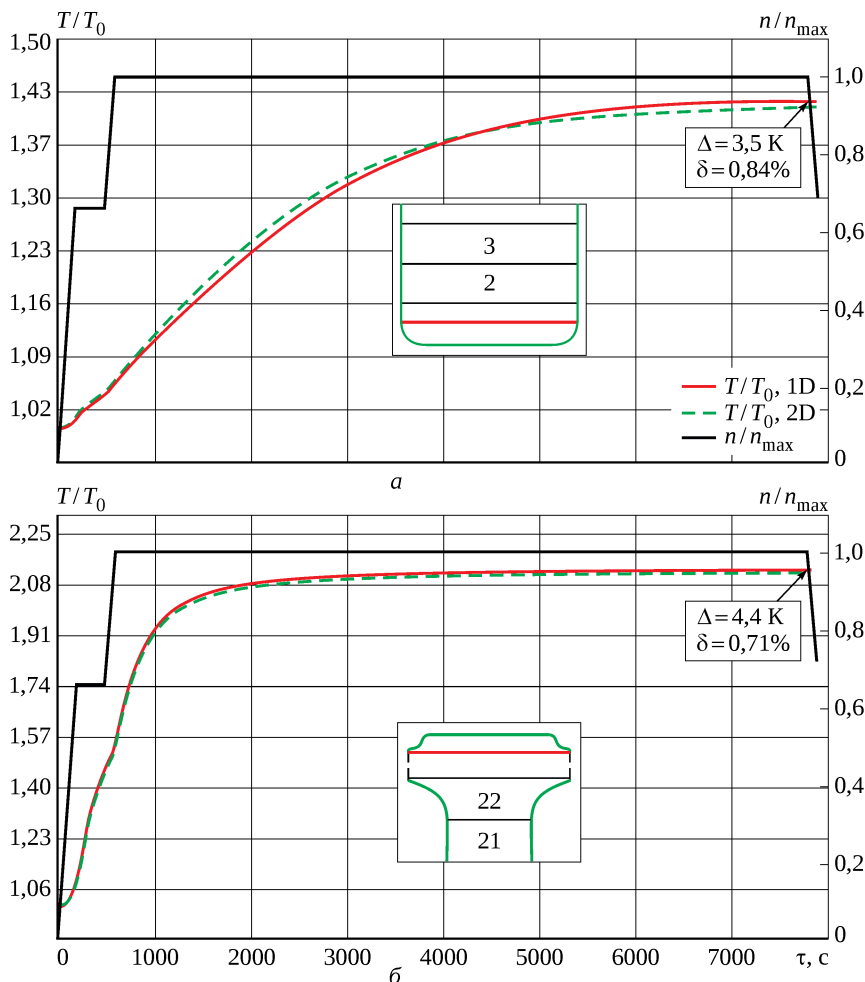 T/T₀
n/nₘₐₓ
1,50
1,43
1,37
1,30
1,23
1,16
1,09
1,02
1,0
0,8
0,6
0,4
0,2
0
Δ = 3,5 K
δ = 0,84%
3
2
T/T₀, 1D
T/T₀, 2D
n/nₘₐₓ
а
T/T₀
n/nₘₐₓ
2,25
2,08
1,91
1,74
1,57
1,40
1,23
1,06
1,0
0,8
0,6
0,4
0,2
0
Δ = 4,4 K
δ = 0,71%
22
21
0 1000 2000 3000 4000 5000 6000 7000 τ, с
б